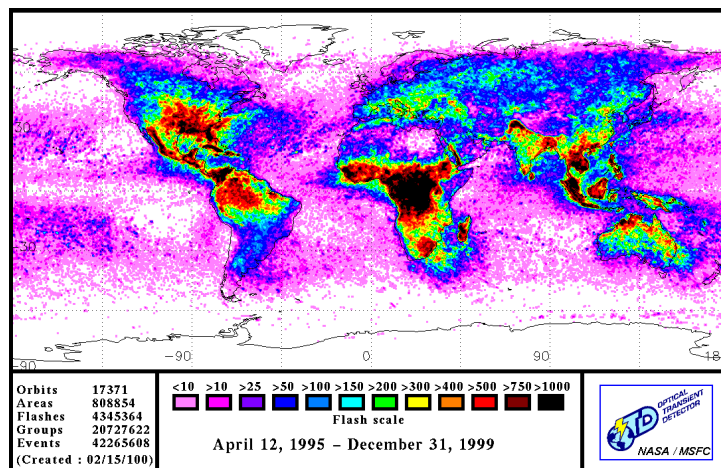 30
30
-90
-90
0
90
18
Orbits 17371
Areas 808854
Flashes 4345364
Groups 20727622
Events 42265608
(Created : 02/15/100)
<10 >10 >25 >50 >100 >150 >200 >300 >400 >500 >750 >1000
Flash scale
April 12, 1995 – December 31, 1999
OTD
OPTICAL
TRANSIENT
DETECTOR
NASA / MSFC